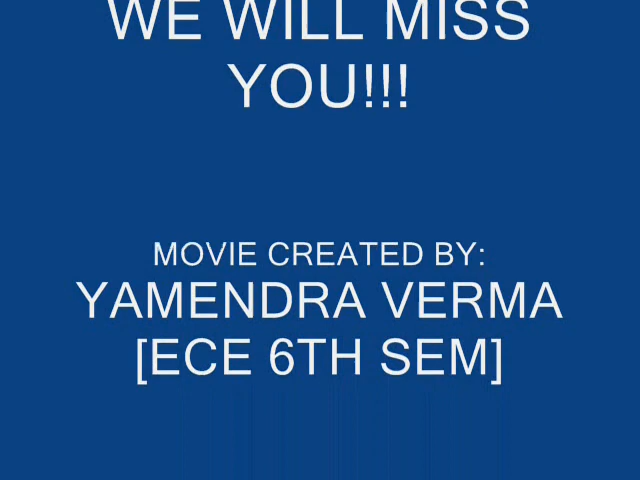 WE WILL MISS
YOU!!!
MOVIE CREATED BY:
YAMENDRA VERMA
[ECE 6TH SEM]